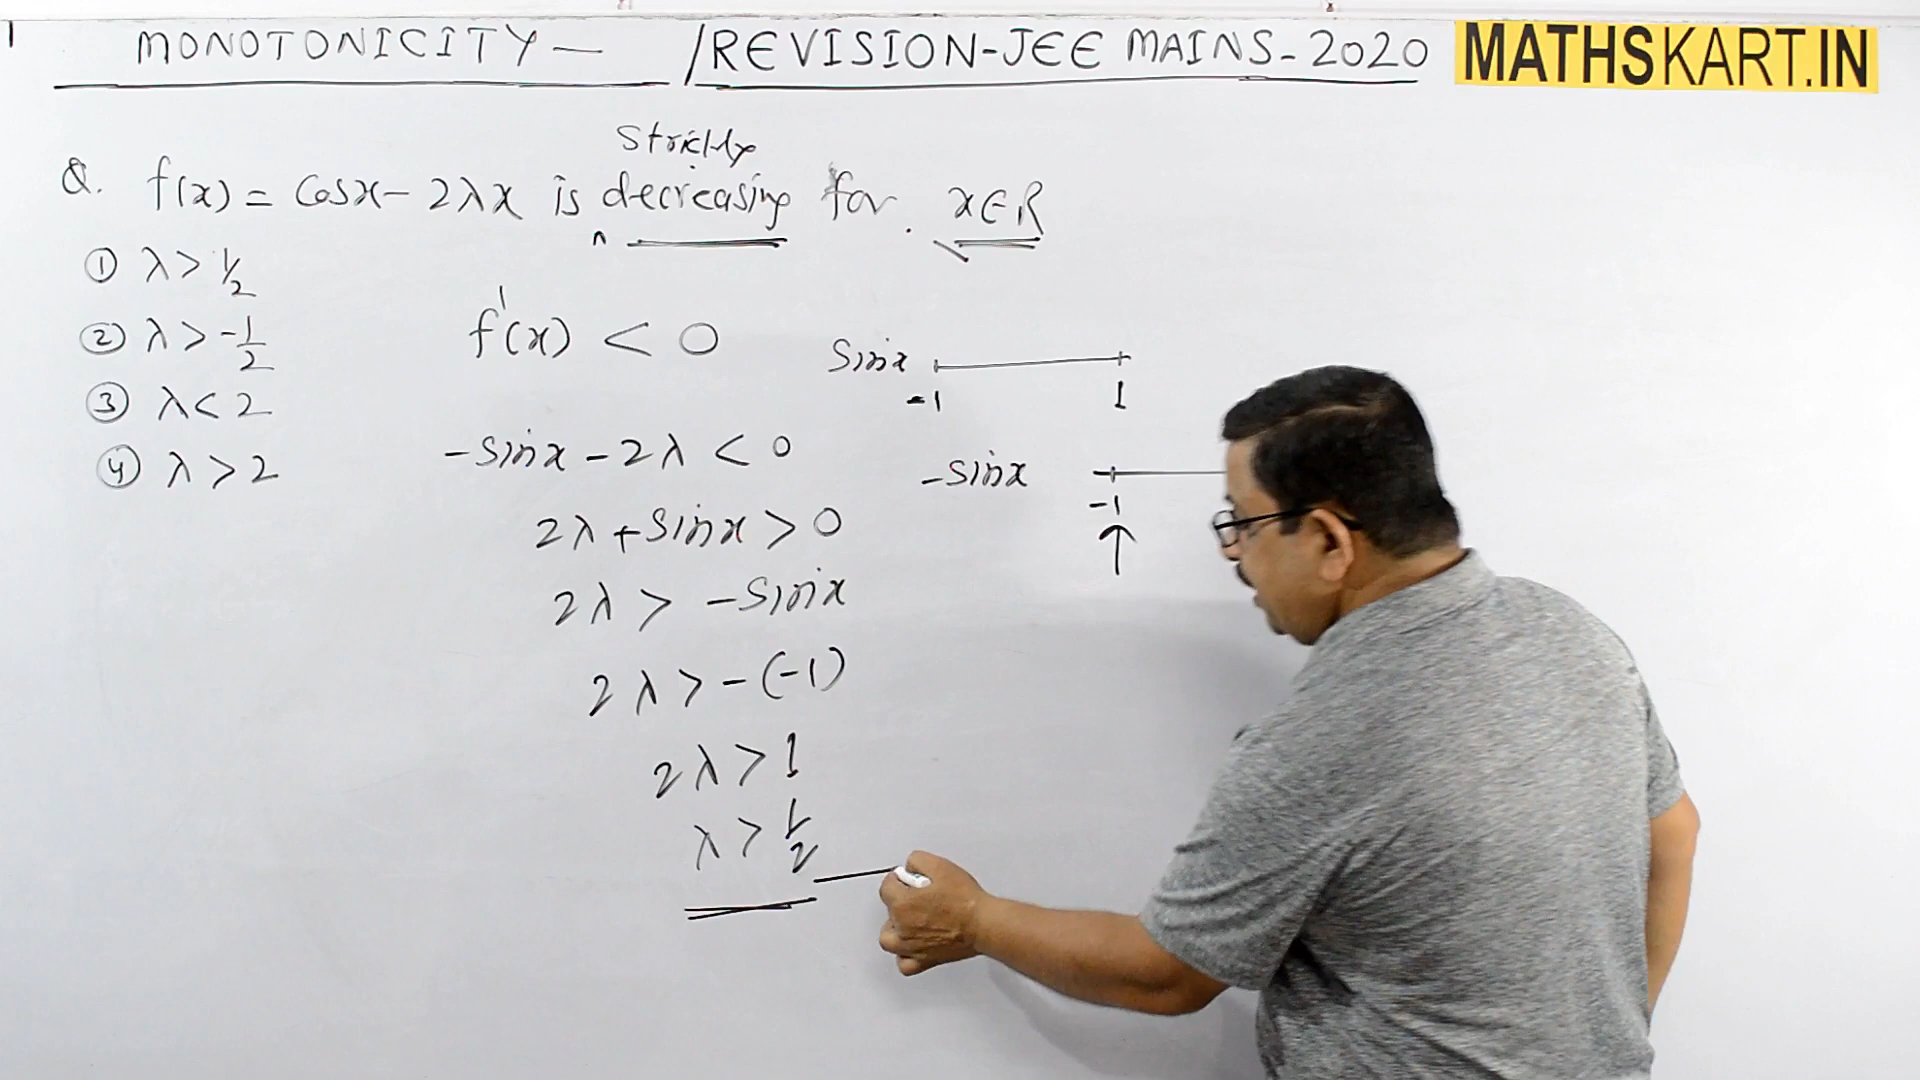 MONOTONICITY — /REVISION-JEE MAINS-2020
MATHSKART.IN
Strictly
Q. f(x) = Cosx - 2λx is decreasing for x∈R
① λ > 1/2
② λ > -1/2
③ λ < 2
④ λ > 2
f'(x) < 0
-sinx - 2λ < 0
2λ + sinx > 0
2λ > -sinx
2λ > -(-1)
2λ > 1
λ > 1/2
Sinx
-1 1
-sinx
-1